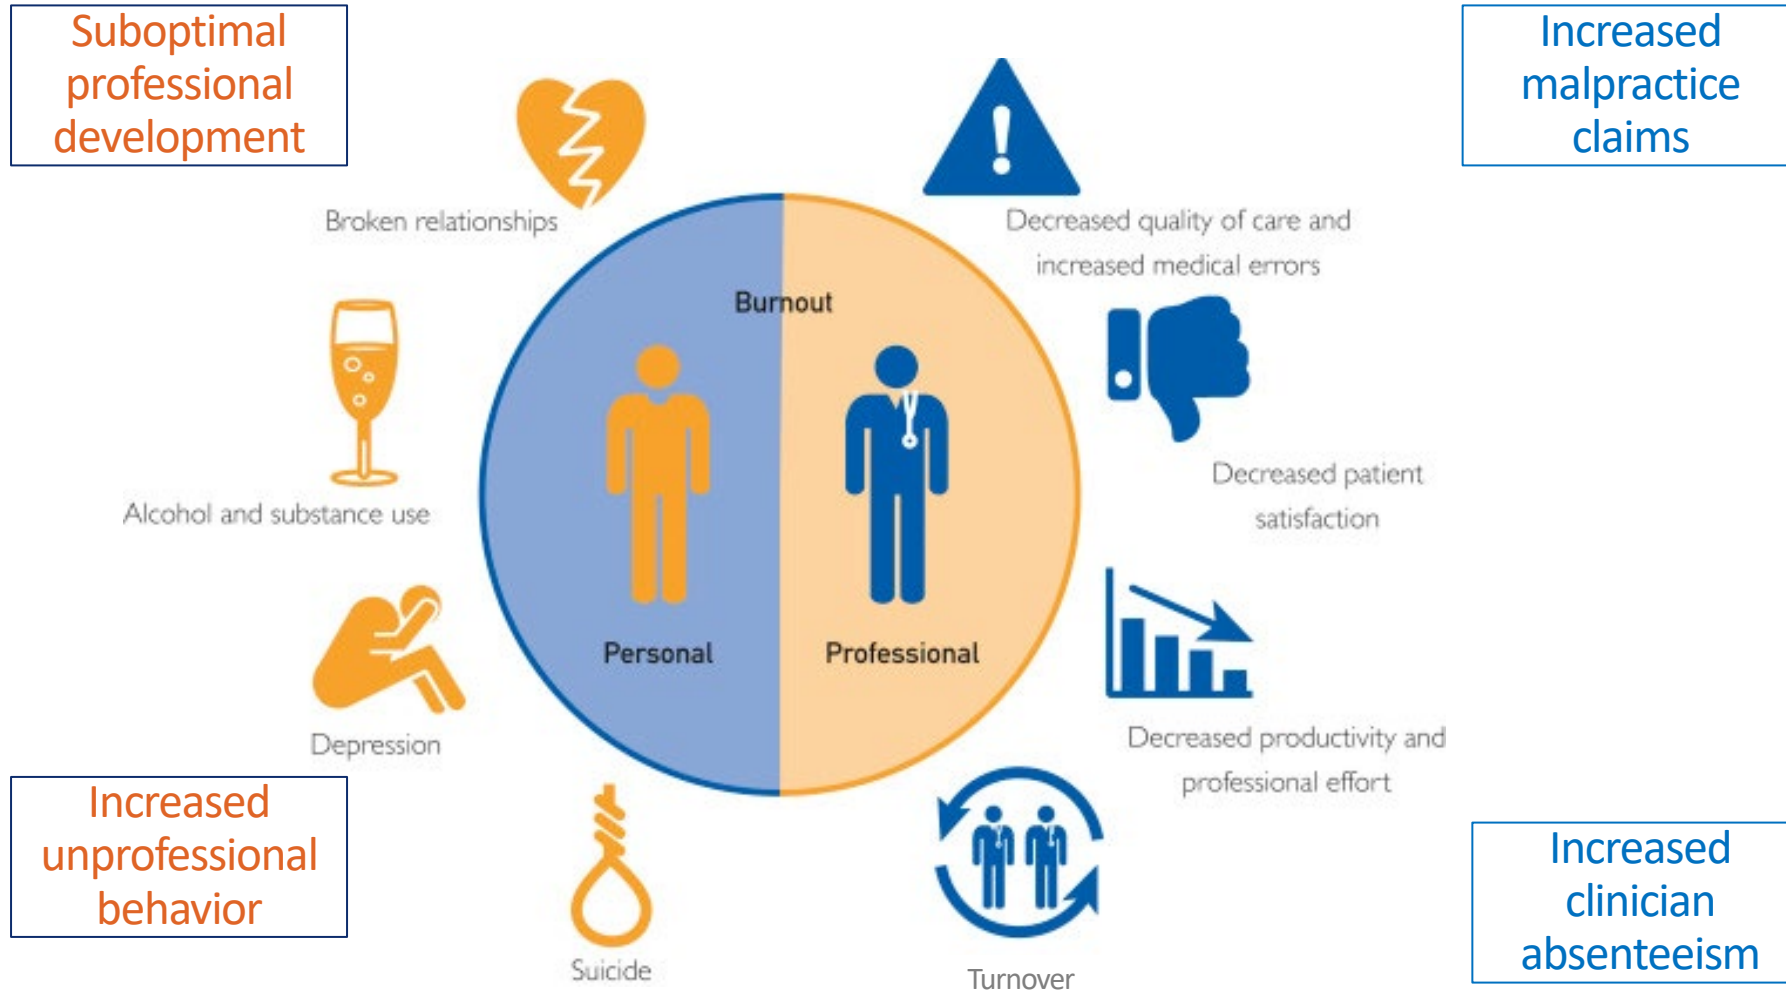 Suboptimal
professional
development
Increased
malpractice
claims
Broken relationships
Decreased quality of care and
increased medical errors
Burnout
Alcohol and substance use
Decreased patient
satisfaction
Personal
Professional
Depression
Decreased productivity and
professional effort
Increased
unprofessional
behavior
Increased
clinician
absenteeism
Suicide
Turnover